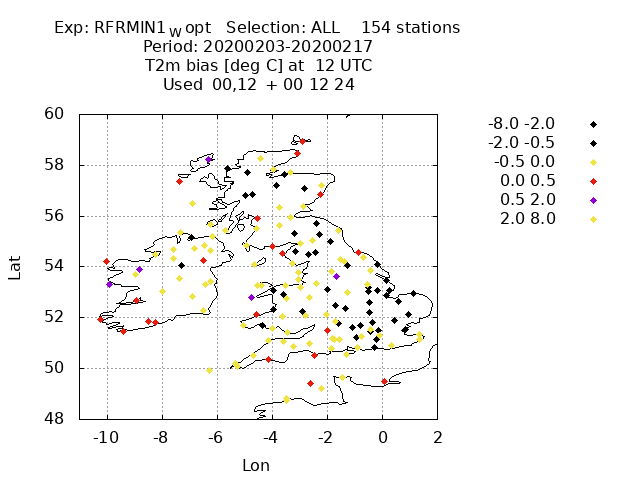 Exp: RFRMIN1 W opt Selection: ALL 154 stations
Period: 20200203-20200217
T2m bias [deg C] at 12 UTC
Used 00,12 + 00 12 24
60
58
56
54
52
50
48
Lat
-10 -8 -6 -4 -2 0 2
Lon
-8.0 -2.0
-2.0 -0.5
-0.5 0.0
0.0 0.5
0.5 2.0
2.0 8.0